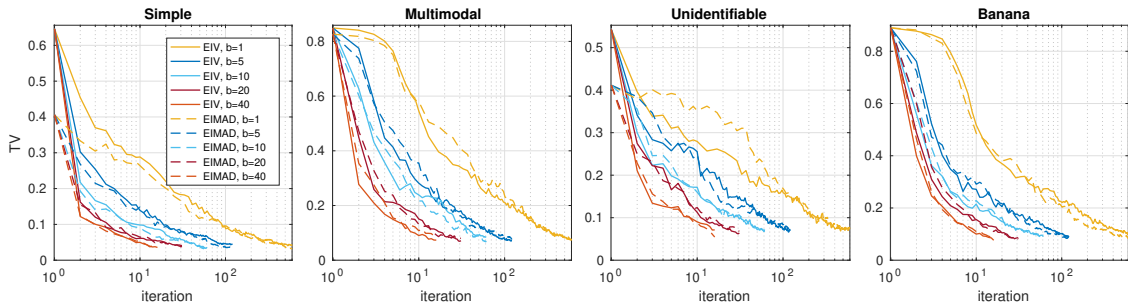 Simple
Multimodal
Unidentifiable
Banana
TV
0.6
0.5
0.4
0.3
0.2
0.1
0
EIV, b=1
EIV, b=5
EIV, b=10
EIV, b=20
EIV, b=40
EIMAD, b=1
EIMAD, b=5
EIMAD, b=10
EIMAD, b=20
EIMAD, b=40
10^0 10^1 10^2
iteration
0.8
0.6
0.4
0.2
0
10^0 10^1 10^2
iteration
0.5
0.4
0.3
0.2
0.1
0
10^0 10^1 10^2
iteration
0.8
0.6
0.4
0.2
0
10^0 10^1 10^2
iteration